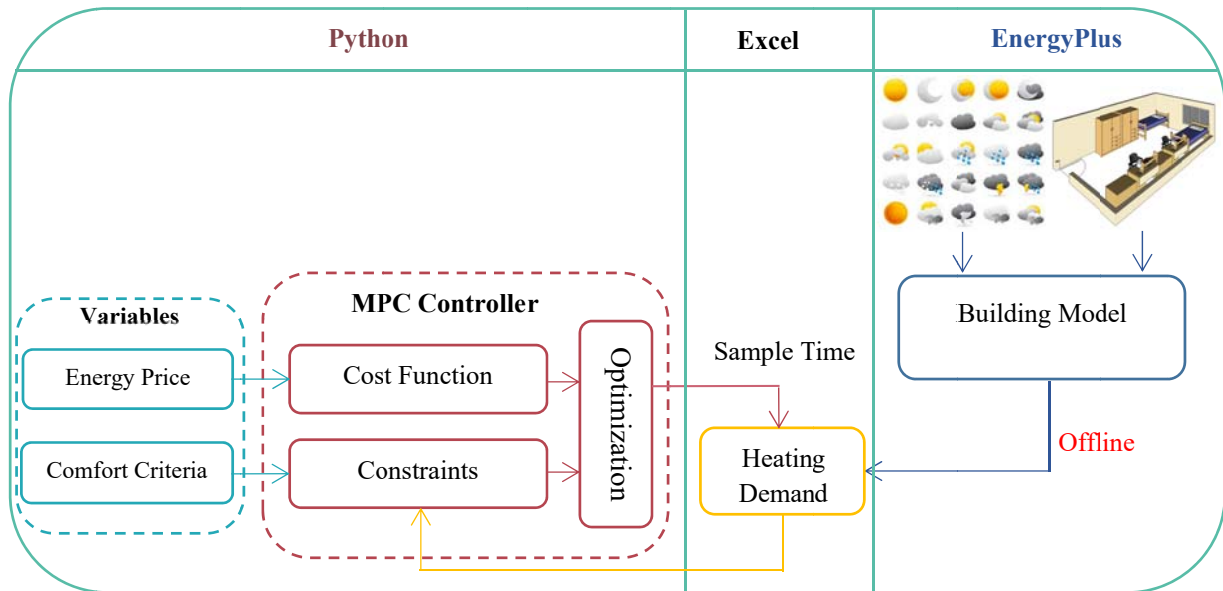 Python
Excel
EnergyPlus
Variables
Energy Price
Comfort Criteria
MPC Controller
Cost Function
Constraints
Optimization
Sample Time
Heating
Demand
Building Model
Offline